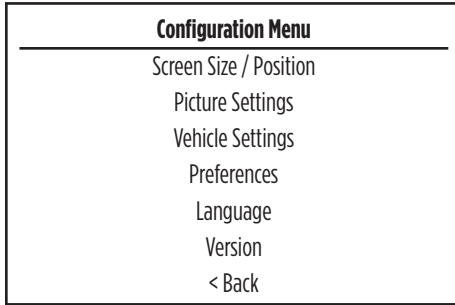 Configuration Menu
Screen Size / Position
Picture Settings
Vehicle Settings
Preferences
Language
Version
< Back